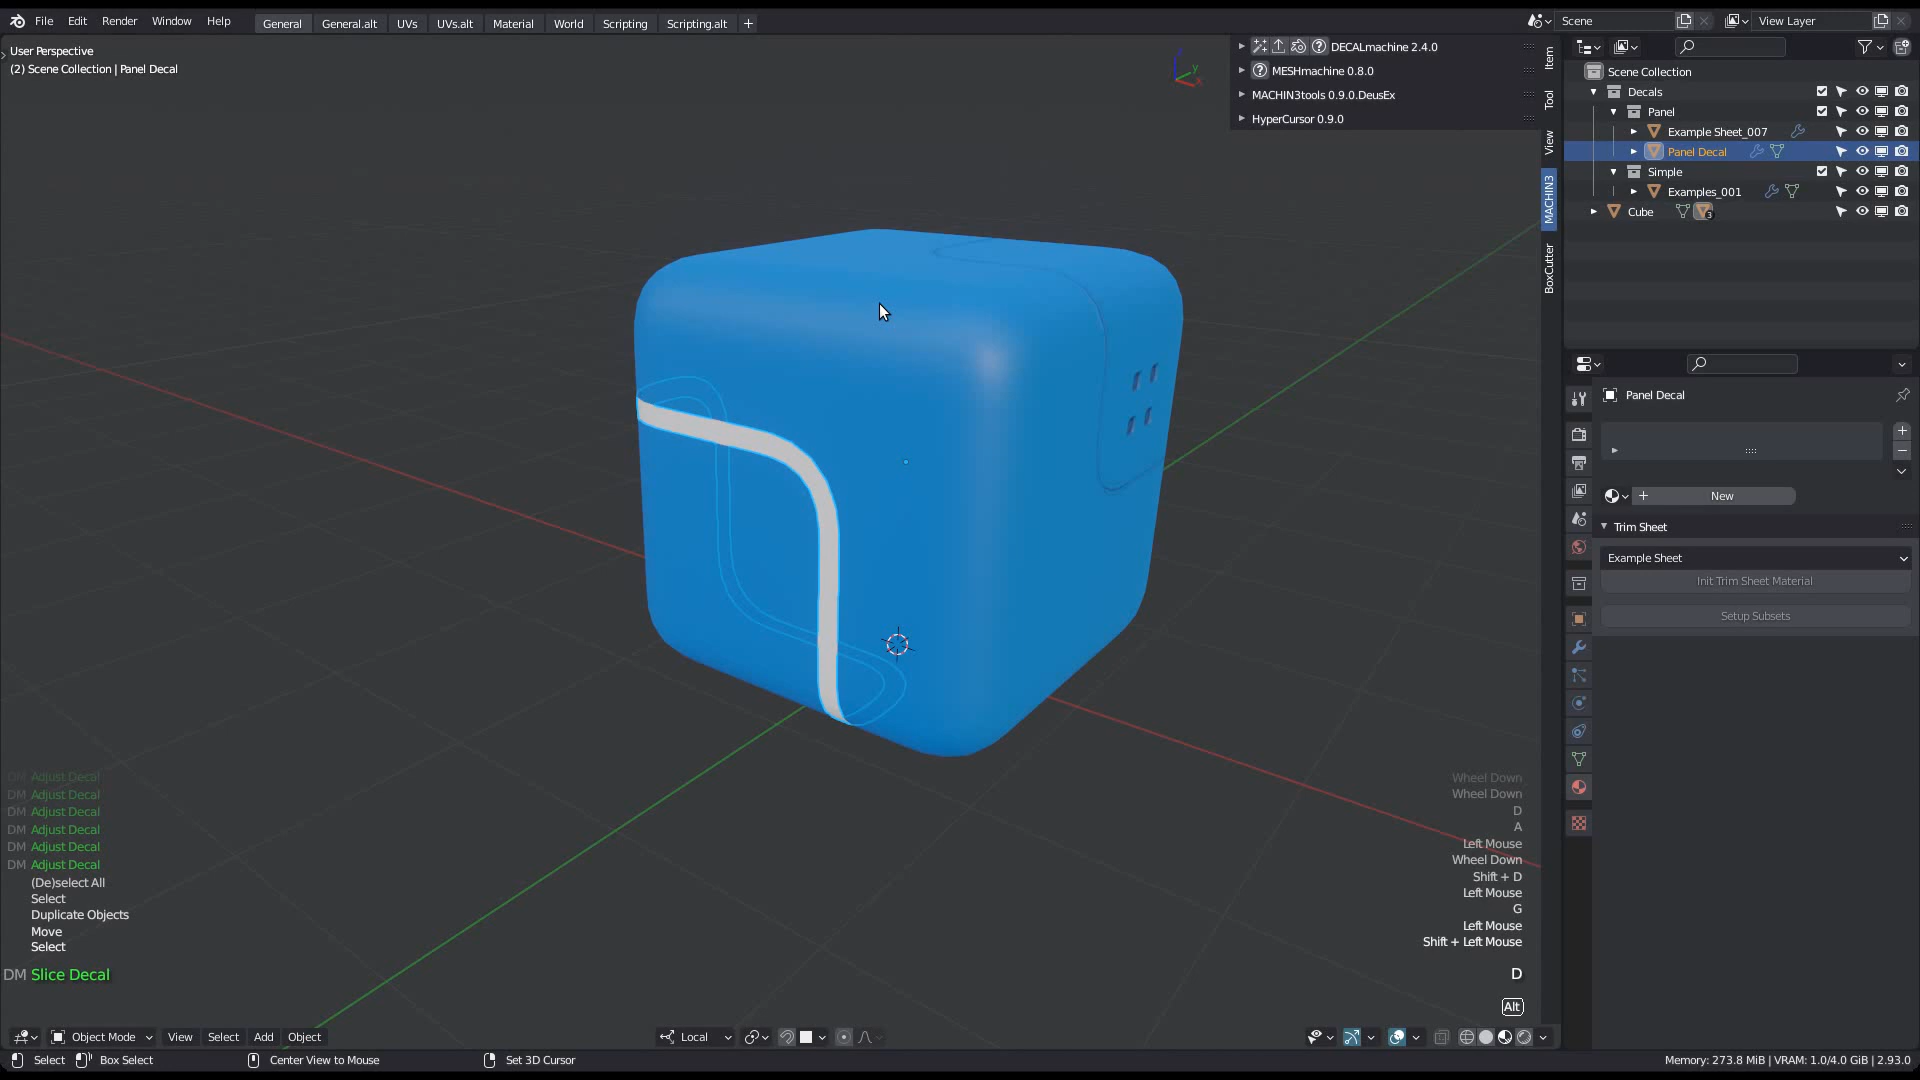 File Edit Render Window Help
General General.alt UVs UVs.alt Material World Scripting Scripting.alt +
Scene
View Layer
User Perspective
(2) Scene Collection | Panel Decal
DECALmachine 2.4.0
MESHmachine 0.8.0
MACHIN3tools 0.9.0.DeusEx
HyperCursor 0.9.0
Item
Tool
View
MACHIN3
BoxCutter
Scene Collection
Decals
Panel
Example Sheet_007
Panel Decal
Simple
Examples_001
Cube
3
Panel Decal
New
Trim Sheet
Example Sheet
Init Trim Sheet Material
Setup Subsets
X
Y
DM Adjust Decal
DM Adjust Decal
DM Adjust Decal
DM Adjust Decal
DM Adjust Decal
DM Adjust Decal
(De)select All
Select
Duplicate Objects
Move
Select
DM Slice Decal
Wheel Down
Wheel Down
D
A
Left Mouse
Wheel Down
Shift + D
Left Mouse
G
Left Mouse
Shift + Left Mouse
D
Alt
Object Mode View Select Add Object
Local
Select Box Select Center View to Mouse Set 3D Cursor
Memory: 273.8 MiB | VRAM: 1.0/4.0 GiB | 2.93.0